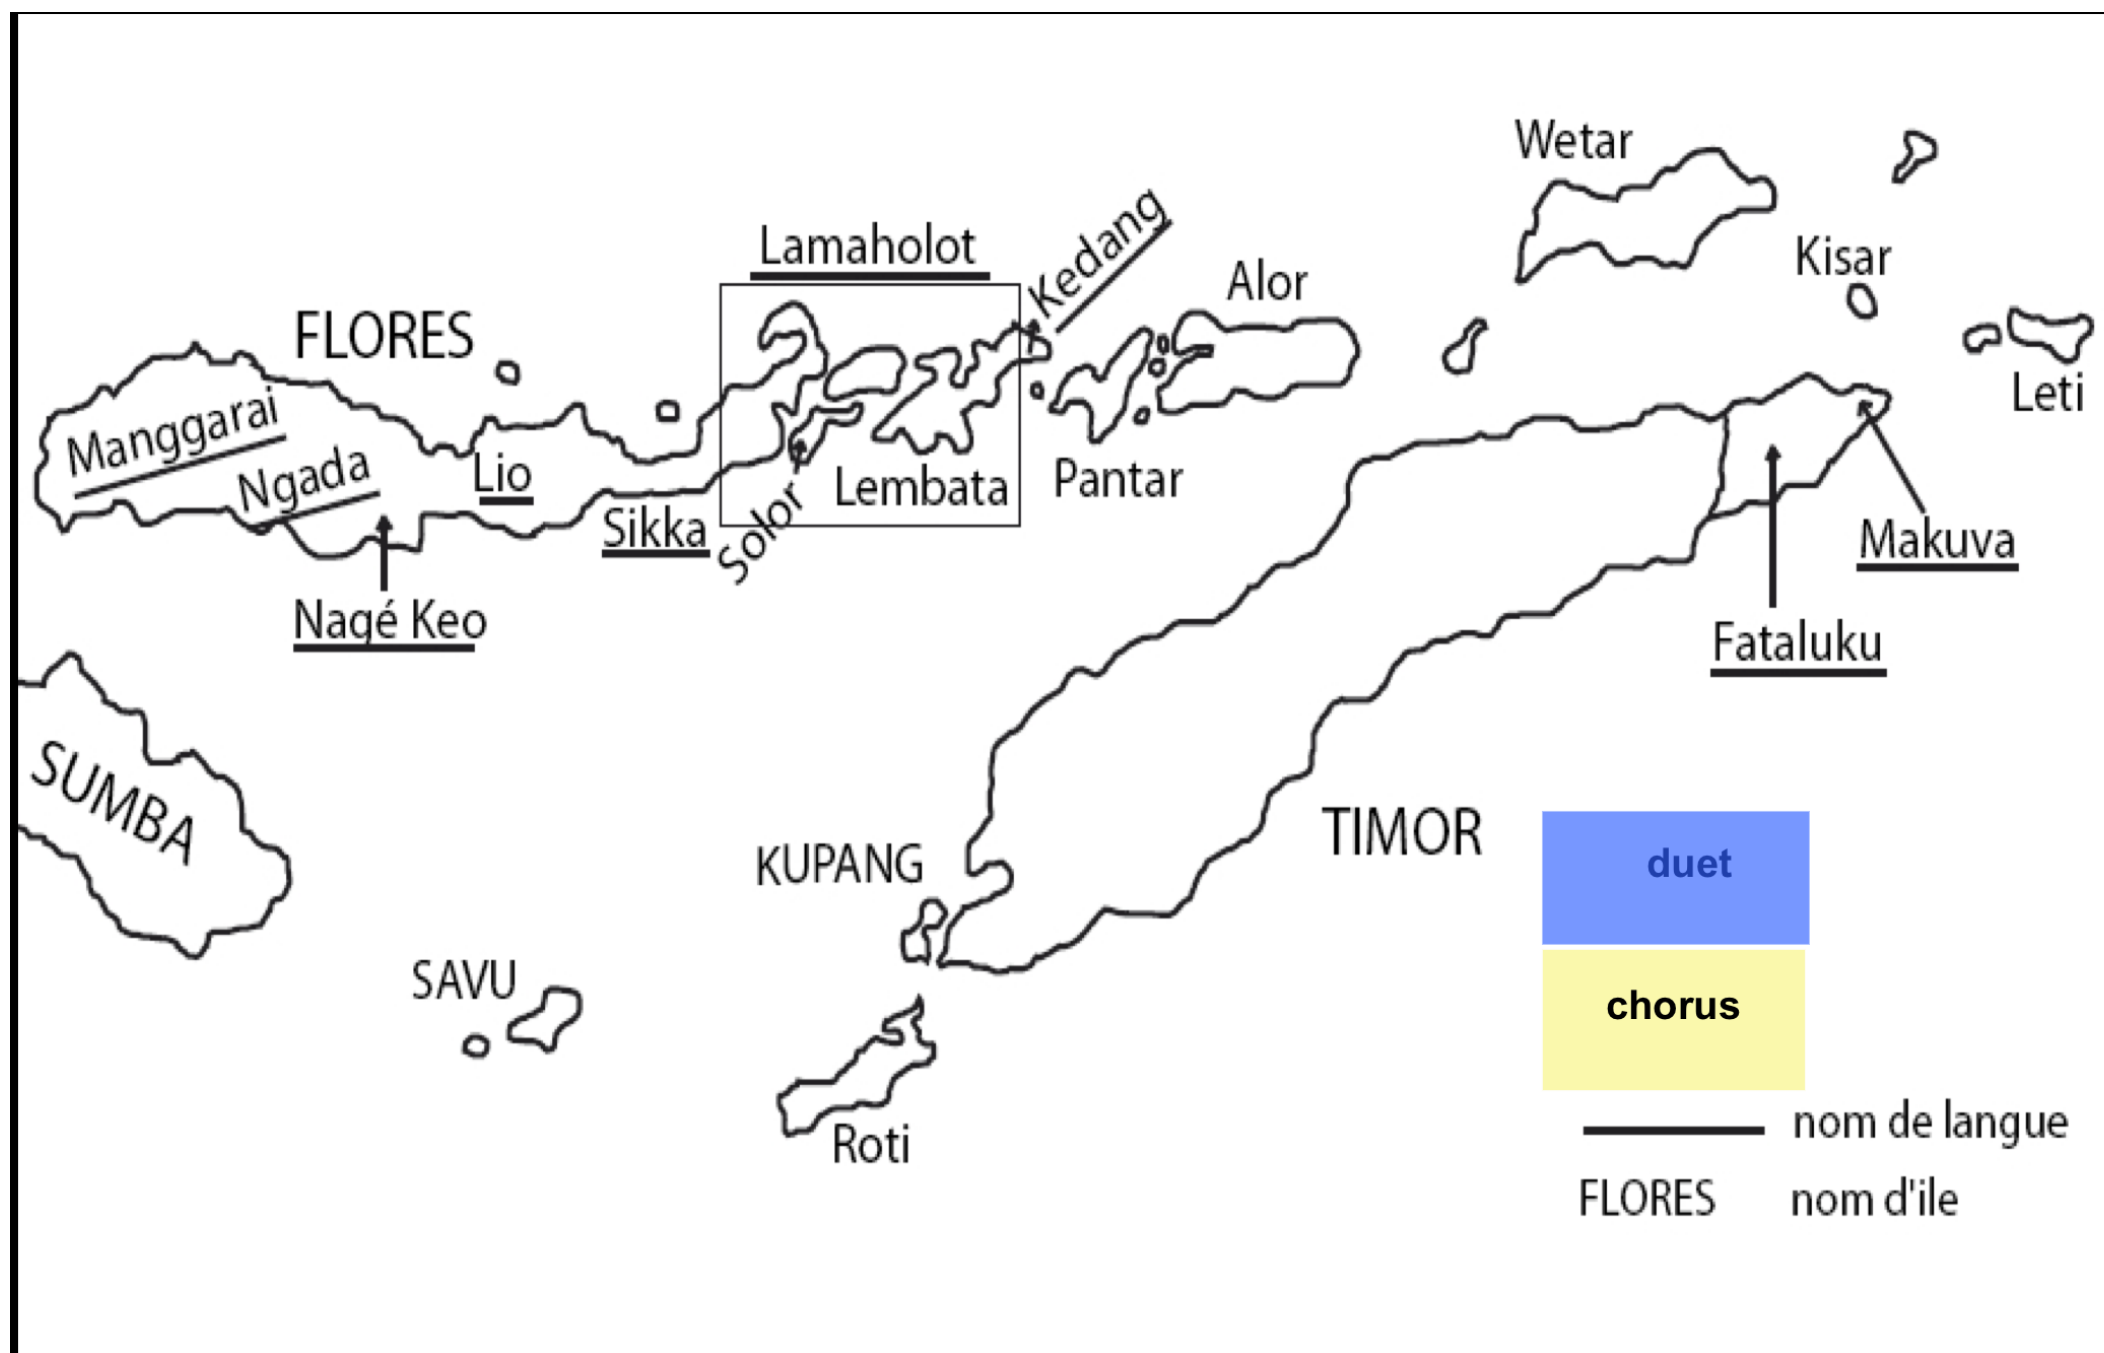 Wetar
Kedang
Lamaholot
Kisar
Alor
FLORES
Leti
Manggarai
Ngada
Lio
Lembata
Pantar
Sikka
Solor
Makuva
Nagé Keo
Fataluku
SUMBA
TIMOR
KUPANG
duet
SAVU
chorus
nom de langue
Roti
FLORES nom d'ile